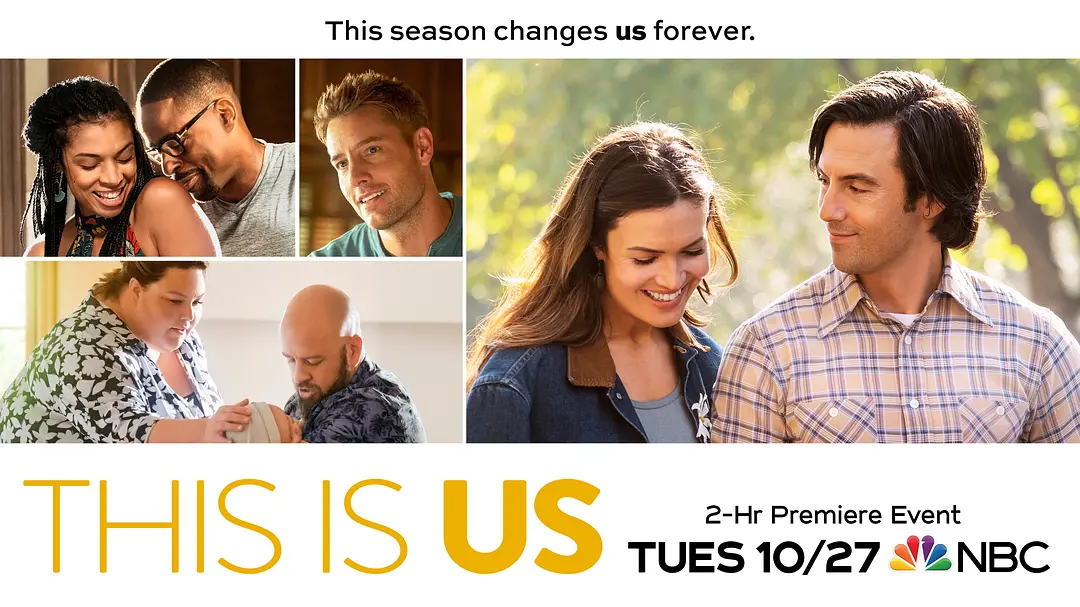 This season changes us forever.
THIS IS US
2-Hr Premiere Event
TUES 10/27 NBC